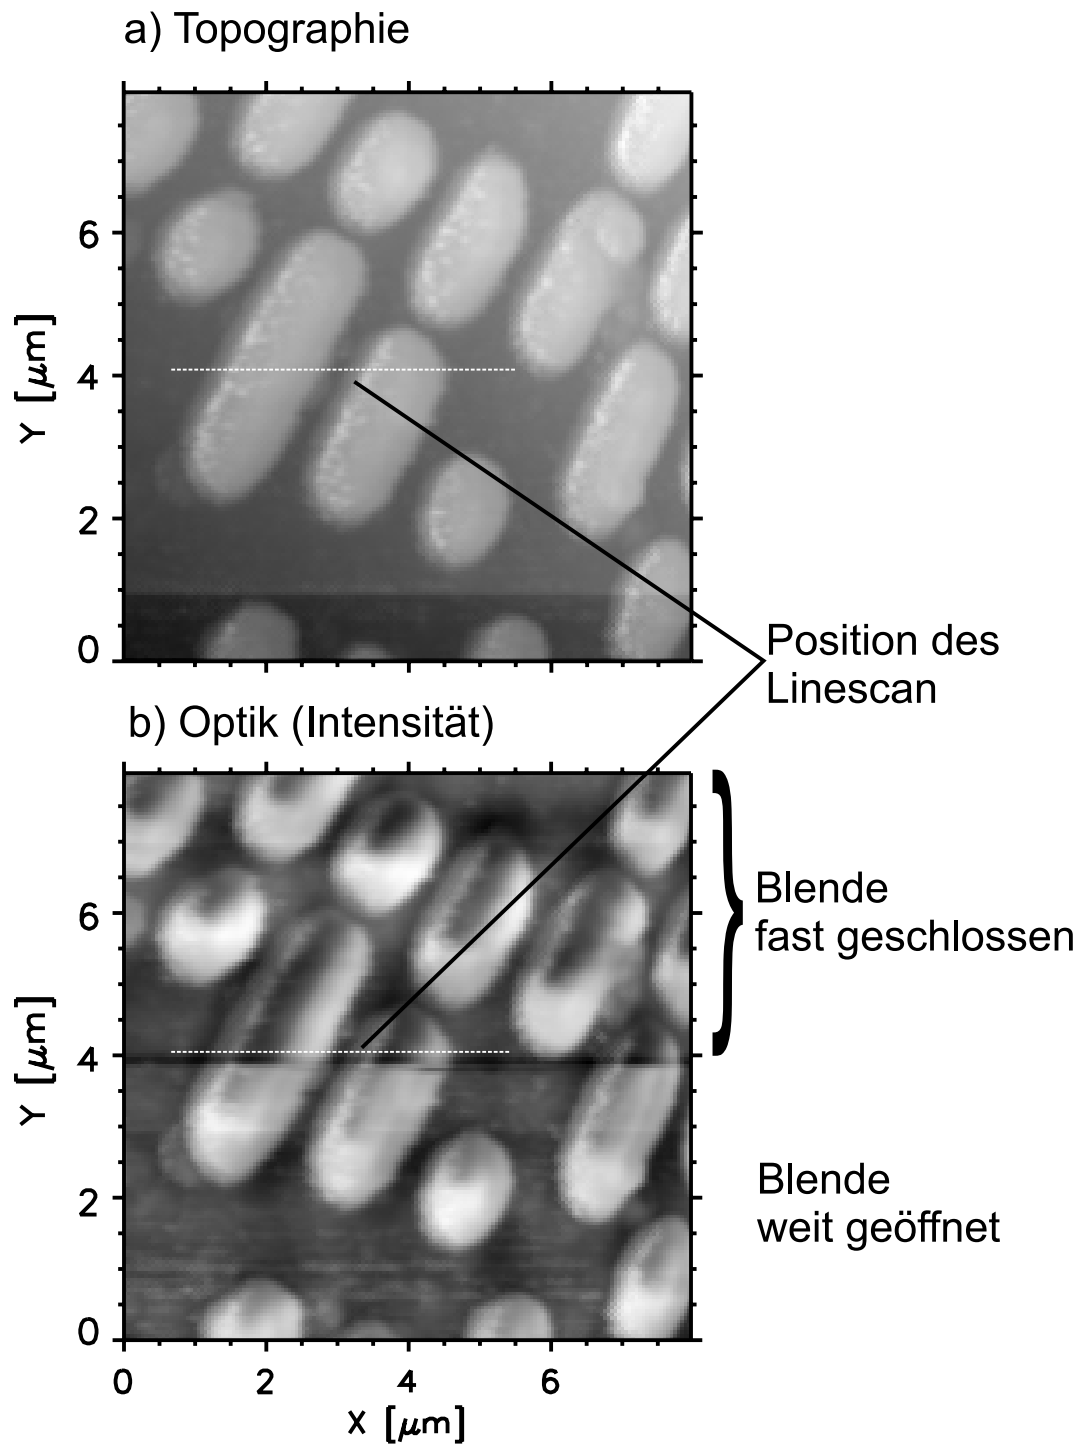 a) Topographie
6
4
2
0
Y [μm]
Position des
Linescan
b) Optik (Intensität)
Blende
fast geschlossen
6
4
2
0
Y [μm]
Blende
weit geöffnet
0 2 4 6
X [μm]